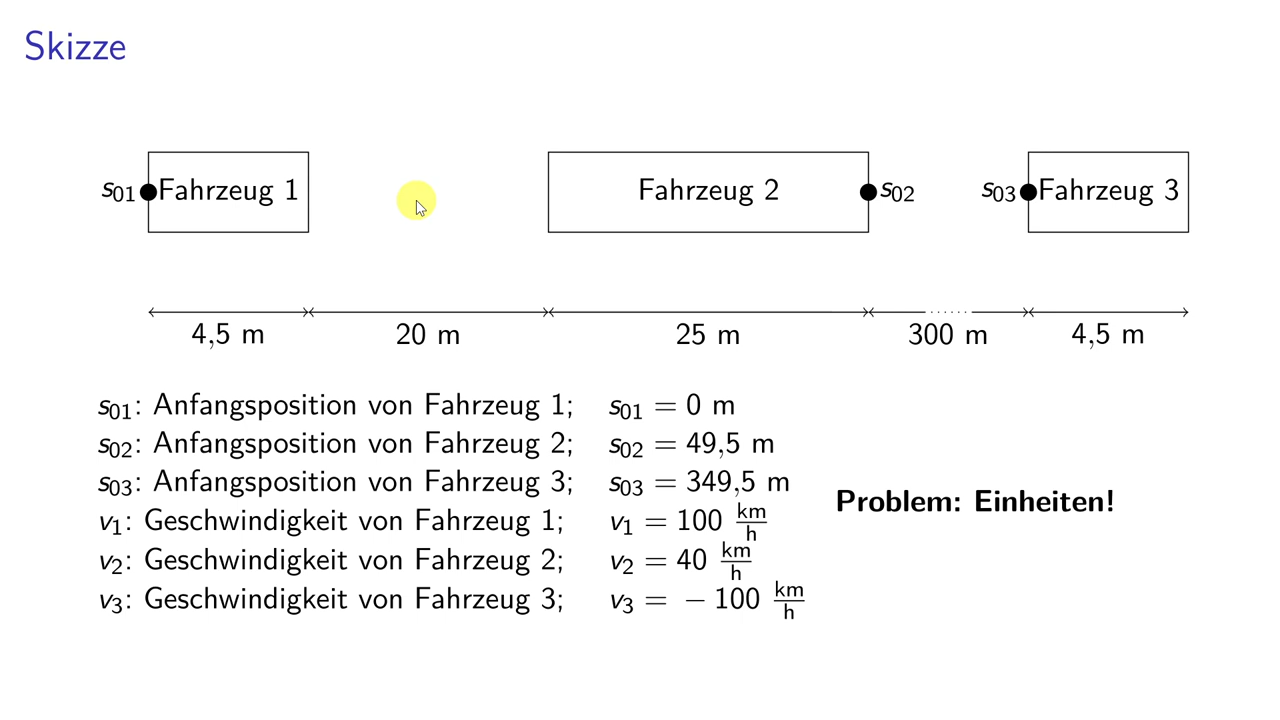 Skizze
s01 Fahrzeug 1 Fahrzeug 2 s02 s03 Fahrzeug 3
4,5 m 20 m 25 m 300 m 4,5 m
s01: Anfangsposition von Fahrzeug 1; s01 = 0 m
s02: Anfangsposition von Fahrzeug 2; s02 = 49,5 m
s03: Anfangsposition von Fahrzeug 3; s03 = 349,5 m
Problem: Einheiten!
v1: Geschwindigkeit von Fahrzeug 1; v1 = 100 km/h
v2: Geschwindigkeit von Fahrzeug 2; v2 = 40 km/h
v3: Geschwindigkeit von Fahrzeug 3; v3 = − 100 km/h